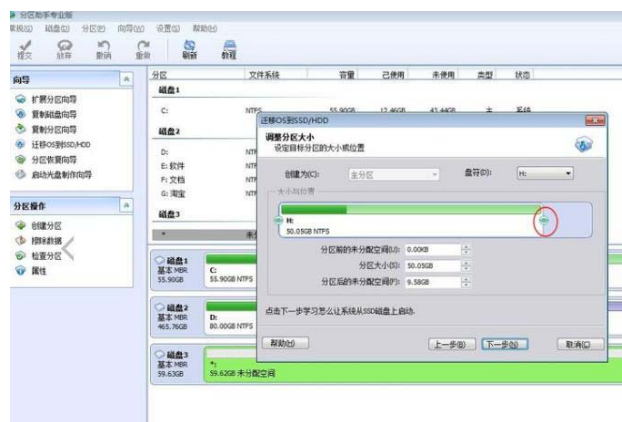 分区助手专业版
常规(G) 磁盘(D) 分区(P) 向导(W) 设置(S) 帮助(H)
提交 放弃 撤销 重做 刷新 教程
向导
扩展分区向导
复制磁盘向导
复制分区向导
迁移OS到SSD/HDD
分区恢复向导
启动光盘制作向导
分区操作
创建分区
擦除数据
检查分区
属性
分区 文件系统 容量 已使用 未使用 类型 状态
磁盘1
C: NTFS 55.90GB 12.46GB 43.44GB 主 系统
磁盘2
D:
E: 软件
F: 文档
G: 淘宝
磁盘3
*
磁盘1
基本 MBR
55.90GB
C:
55.90GB NTFS
磁盘2
基本 MBR
465.76GB
D:
80.00GB NTFS
磁盘3
基本 MBR
59.63GB
*:
59.62GB 未分配空间
迁移OS到SSD/HDD
调整分区大小
设定目标分区的大小或位置
创建为(C): 主分区 盘符(D): H:
大小与位置
H:
50.05GB NTFS
分区前的未分配空间(U): 0.00KB
分区大小(S): 50.05GB
分区后的未分配空间(P): 9.58GB
点击下一步学习怎么让系统从SSD磁盘上启动.
帮助(H) 上一步(B) 下一步(N) 取消(C)